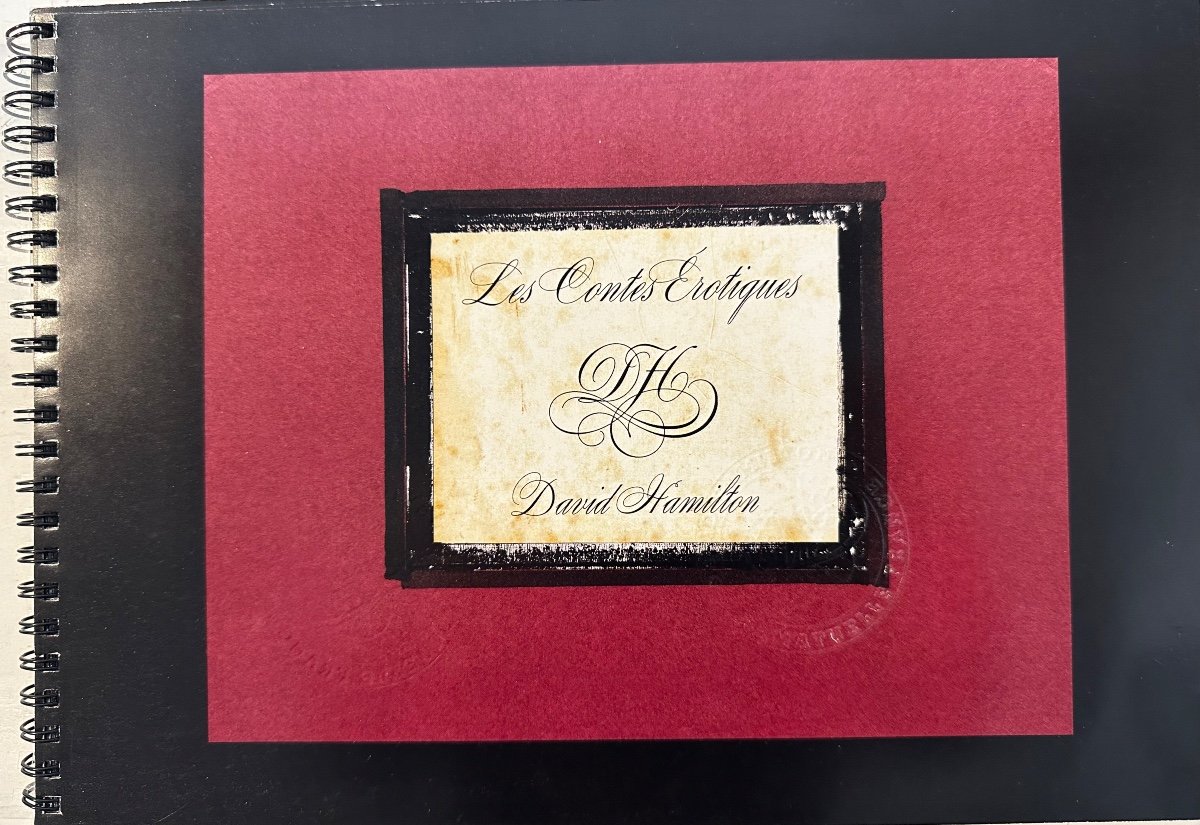 Les Contes Érotiques
DH
David Hamilton